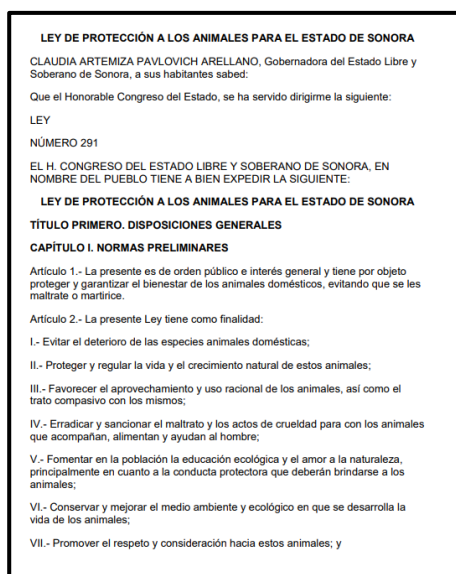 LEY DE PROTECCIÓN A LOS ANIMALES PARA EL ESTADO DE SONORA
CLAUDIA ARTEMIZA PAVLOVICH ARELLANO, Gobernadora del Estado Libre y
Soberano de Sonora, a sus habitantes sabed:
Que el Honorable Congreso del Estado, se ha servido dirigirme la siguiente:
LEY
NÚMERO 291
EL H. CONGRESO DEL ESTADO LIBRE Y SOBERANO DE SONORA, EN
NOMBRE DEL PUEBLO TIENE A BIEN EXPEDIR LA SIGUIENTE:
LEY DE PROTECCIÓN A LOS ANIMALES PARA EL ESTADO DE SONORA
TÍTULO PRIMERO. DISPOSICIONES GENERALES
CAPÍTULO I. NORMAS PRELIMINARES
Artículo 1.- La presente es de orden público e interés general y tiene por objeto
proteger y garantizar el bienestar de los animales domésticos, evitando que se les
maltrate o martirice.
Artículo 2.- La presente Ley tiene como finalidad:
I.- Evitar el deterioro de las especies animales domésticas;
II.- Proteger y regular la vida y el crecimiento natural de estos animales;
III.- Favorecer el aprovechamiento y uso racional de los animales, así como el
trato compasivo con los mismos;
IV.- Erradicar y sancionar el maltrato y los actos de crueldad para con los animales
que acompañan, alimentan y ayudan al hombre;
V.- Fomentar en la población la educación ecológica y el amor a la naturaleza,
principalmente en cuanto a la conducta protectora que deberán brindarse a los
animales;
VI.- Conservar y mejorar el medio ambiente y ecológico en que se desarrolla la
vida de los animales;
VII.- Promover el respeto y consideración hacia estos animales; y